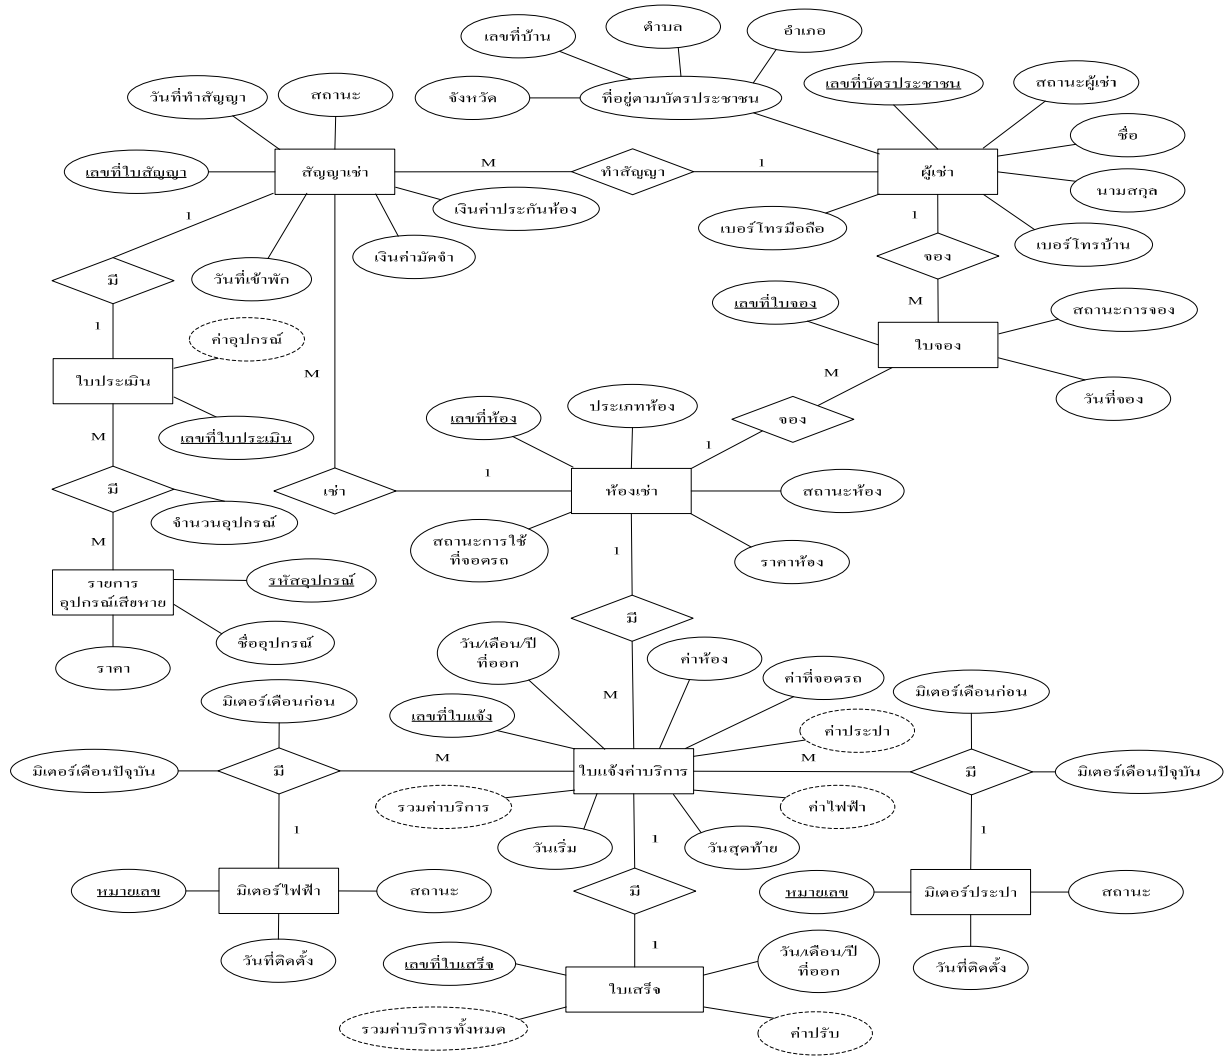 ตำบล
อำเภอ
เลขที่บ้าน
จังหวัด
ที่อยู่ตามบัตรประชาชน
เลขที่บัตรประชาชน
สถานะผู้เช่า
วันที่ทำสัญญา
สถานะ
ชื่อ
เลขที่ใบสัญญา
สัญญาเช่า
M
ทำสัญญา
1
ผู้เช่า
นามสกุล
เงินค่าประกันห้อง
เบอร์โทรมือถือ
เบอร์โทรบ้าน
1
1
เงินค่ามัดจำ
จอง
มี
วันที่เข้าพัก
M
เลขที่ใบจอง
สถานะการจอง
1
ค่าอุปกรณ์
ใบจอง
ใบประเมิน
M
M
วันที่จอง
เลขที่ห้อง
ประเภทห้อง
จอง
M
เลขที่ใบประเมิน
1
มี
เช่า
1
ห้องเช่า
สถานะห้อง
จำนวนอุปกรณ์
M
สถานะการใช้
ที่จอดรถ
1
ราคาห้อง
รายการ
อุปกรณ์เสียหาย
รหัสอุปกรณ์
มี
ชื่ออุปกรณ์
ราคา
วัน/เดือน/ปี
ที่ออก
ค่าห้อง
ค่าที่จอดรถ
M
มิเตอร์เดือนก่อน
มิเตอร์เดือนก่อน
เลขที่ใบแจ้ง
ค่าประปา
มิเตอร์เดือนปัจุบัน
มี
M
ใบแจ้งค่าบริการ
M
มี
มิเตอร์เดือนปัจุบัน
รวมค่าบริการ
ค่าไฟฟ้า
1
วันเริ่ม
1
วันสุดท้าย
1
หมายเลข
มิเตอร์ไฟฟ้า
สถานะ
มี
หมายเลข
มิเตอร์ประปา
สถานะ
1
วันที่ติดตั้ง
เลขที่ใบเสร็จ
วัน/เดือน/ปี
ที่ออก
วันที่ติดตั้ง
ใบเสร็จ
รวมค่าบริการทั้งหมด
ค่าปรับ